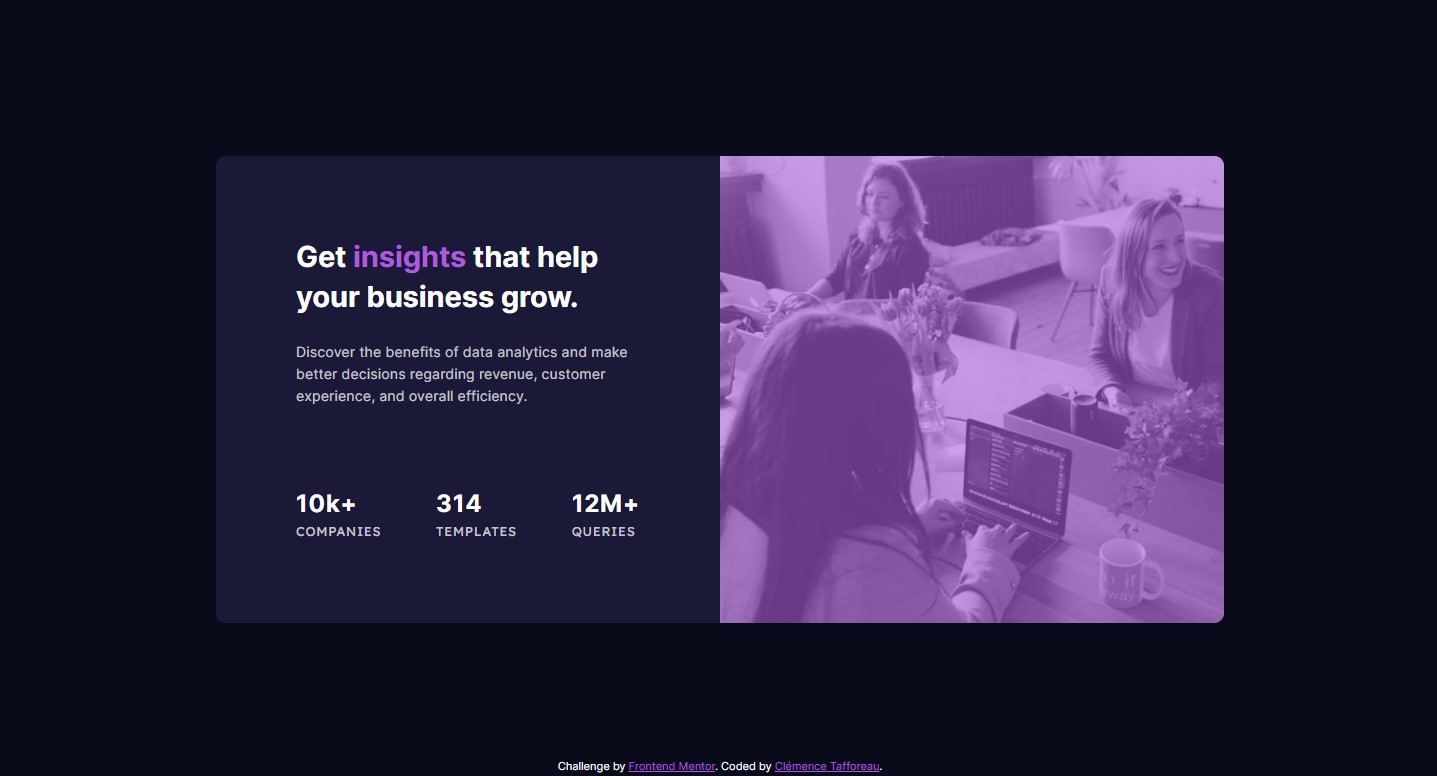 Get insights that help
your business grow.
Discover the benefits of data analytics and make
better decisions regarding revenue, customer
experience, and overall efficiency.
10k+ 314 12M+
COMPANIES TEMPLATES QUERIES
Challenge by Frontend Mentor. Coded by Clémence Tafforeau.